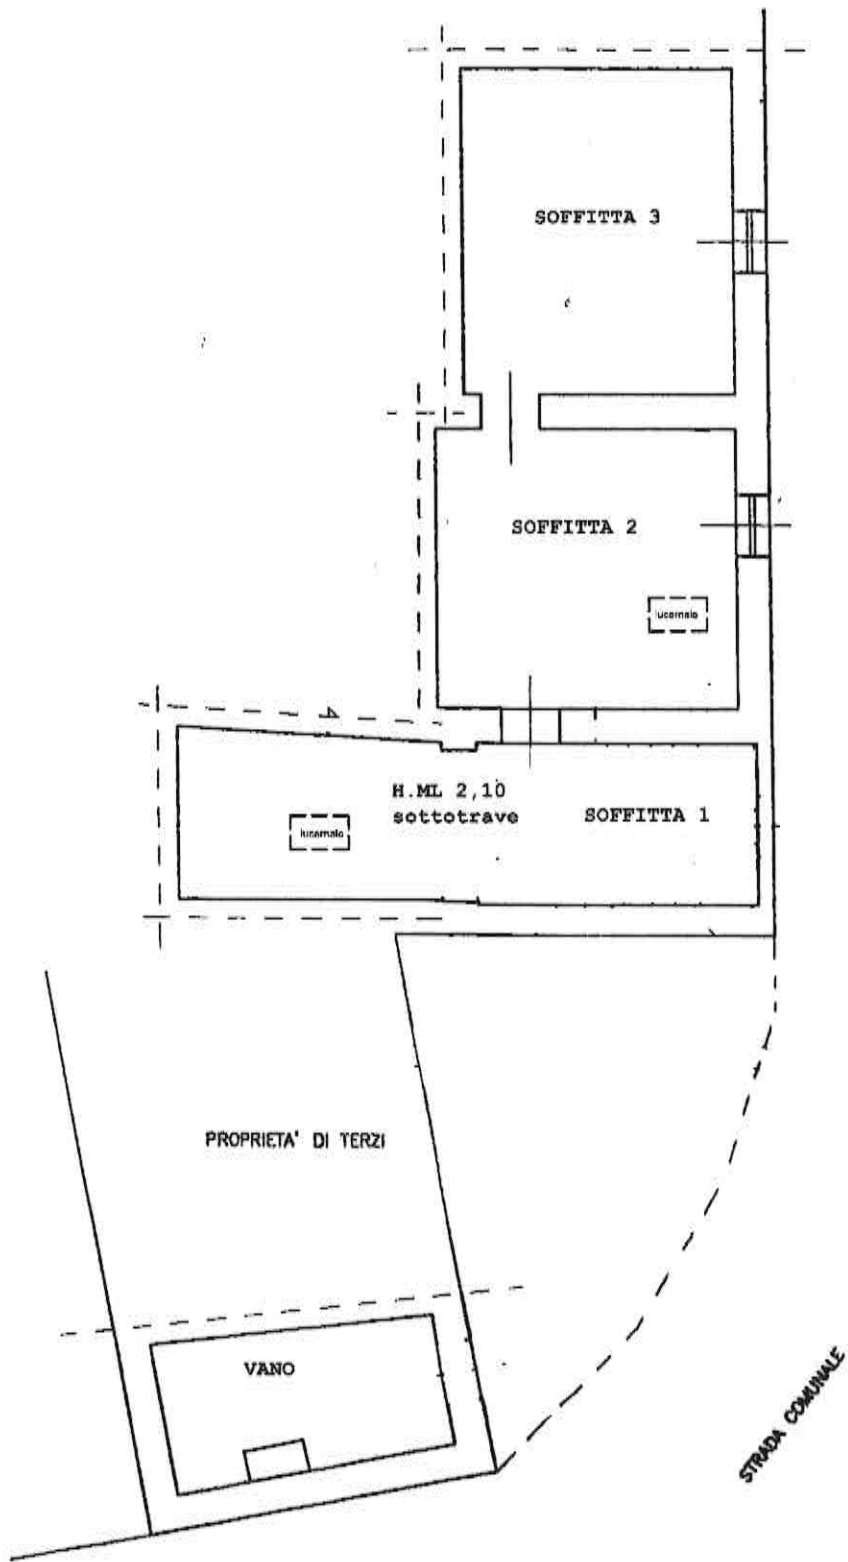 SOFFITTA 3
SOFFITTA 2
lucernaio
H.ML 2,10
sottotrave
SOFFITTA 1
lucernaio
PROPRIETA' DI TERZI
VANO
STRADA COMUNALE